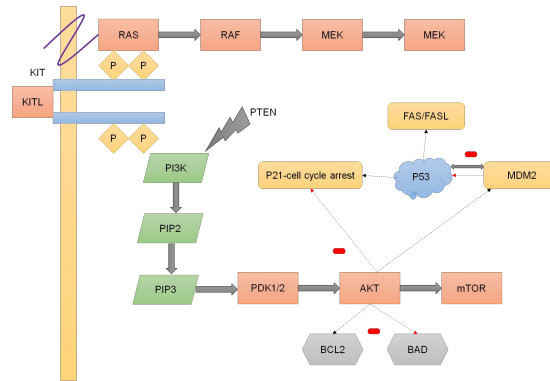 RAS
RAF
MEK
MEK
P
P
KIT
KITL
P
P
PTEN
FAS/FASL
PI3K
P21-cell cycle arrest
P53
MDM2
PIP2
PIP3
PDK1/2
AKT
mTOR
BCL2
BAD